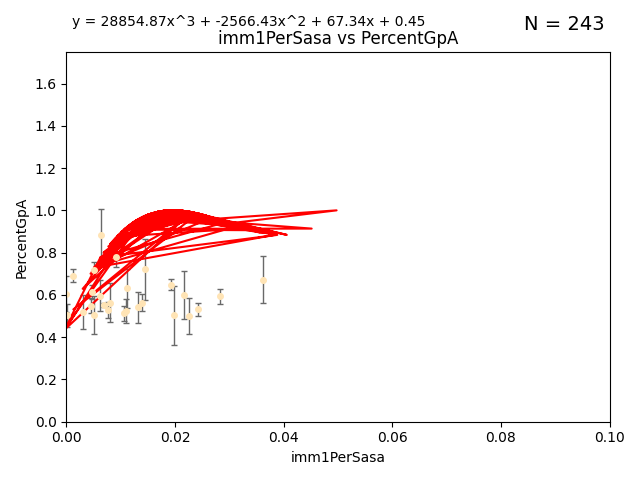 y = 28854.87x^3 + -2566.43x^2 + 67.34x + 0.45
N = 243
imm1PerSasa vs PercentGpA
PercentGpA
1.6
1.4
1.2
1.0
0.8
0.6
0.4
0.2
0.0
0.00 0.02 0.04 0.06 0.08 0.10
imm1PerSasa